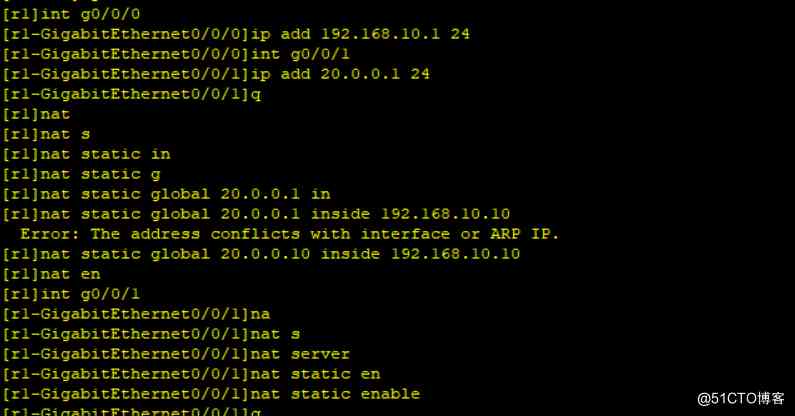 [r1]int g0/0/0
[r1-GigabitEthernet0/0/0]ip add 192.168.10.1 24
[r1-GigabitEthernet0/0/0]int g0/0/1
[r1-GigabitEthernet0/0/1]ip add 20.0.0.1 24
[r1-GigabitEthernet0/0/1]q
[r1]nat
[r1]nat s
[r1]nat static in
[r1]nat static g
[r1]nat static global 20.0.0.1 in
[r1]nat static global 20.0.0.1 inside 192.168.10.10
Error: The address conflicts with interface or ARP IP.
[r1]nat static global 20.0.0.10 inside 192.168.10.10
[r1]nat en
[r1]int g0/0/1
[r1-GigabitEthernet0/0/1]na
[r1-GigabitEthernet0/0/1]nat s
[r1-GigabitEthernet0/0/1]nat server
[r1-GigabitEthernet0/0/1]nat static en
[r1-GigabitEthernet0/0/1]nat static enable
[r1-GigabitEthernet0/0/1]q
@51CTO博客